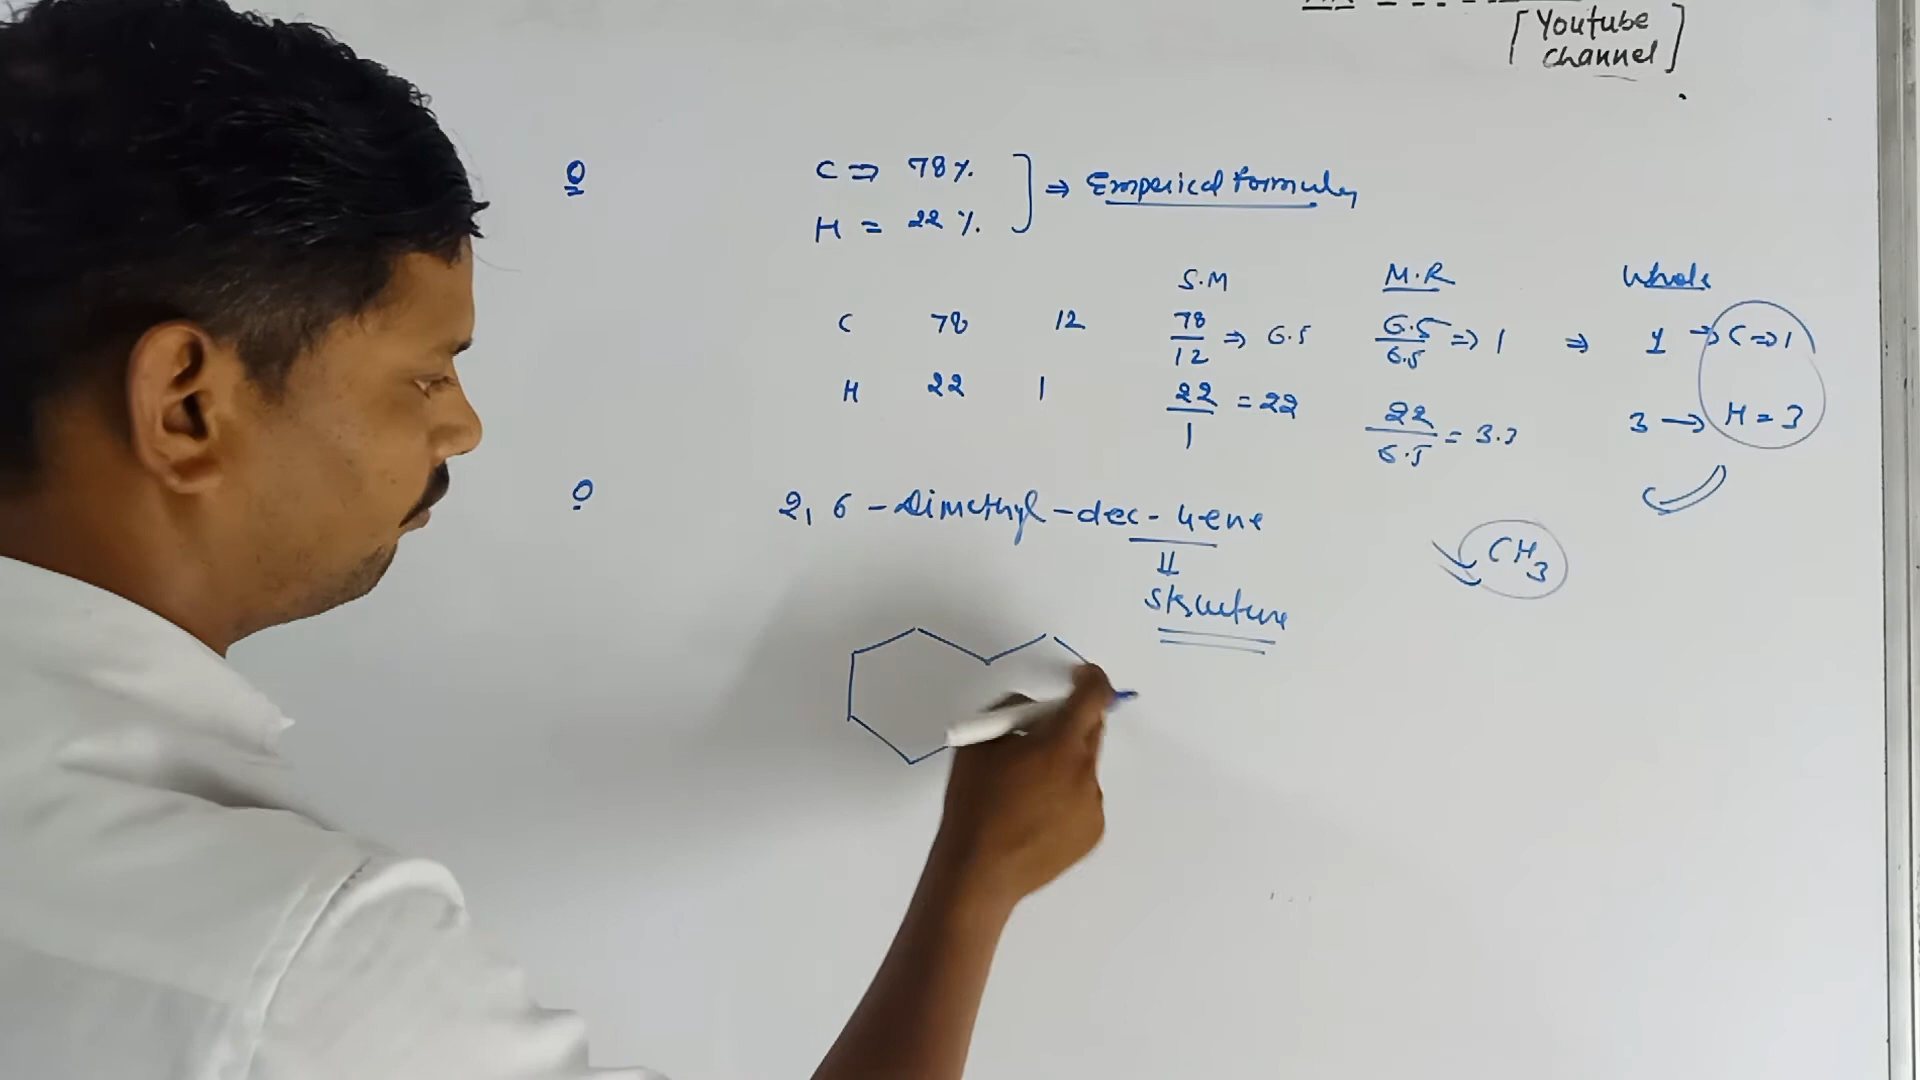 [Youtube
channel]
Q C ⇒ 78%. ] ⇒ Emperical Formula
H = 22 %.
S.M M.R Whole
C 78 12 78/12 ⇒ 6.5 6.5/6.5 ⇒ 1 ⇒ 1 → C ⇒ 1
H 22 1 22/1 = 22 22/6.5 = 3.3 3 → H = 3
Q 2, 6 - Dimethyl - dec - 4ene
CH3
Structure